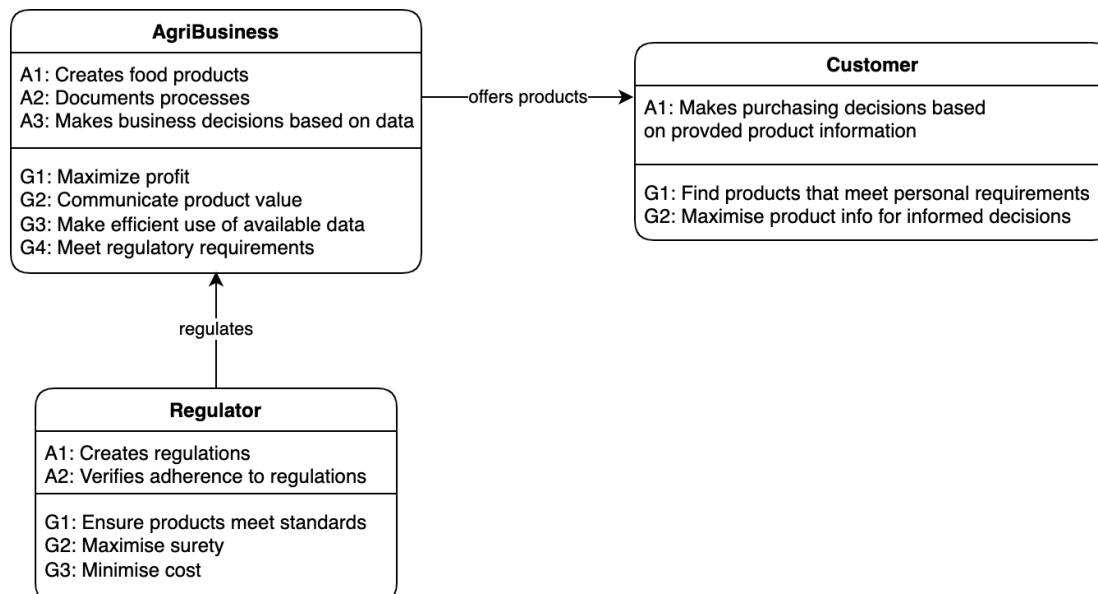 AgriBusiness
A1: Creates food products
A2: Documents processes
A3: Makes business decisions based on data
G1: Maximize profit
G2: Communicate product value
G3: Make efficient use of available data
G4: Meet regulatory requirements
offers products
Customer
A1: Makes purchasing decisions based
on provded product information
G1: Find products that meet personal requirements
G2: Maximise product info for informed decisions
regulates
Regulator
A1: Creates regulations
A2: Verifies adherence to regulations
G1: Ensure products meet standards
G2: Maximise surety
G3: Minimise cost